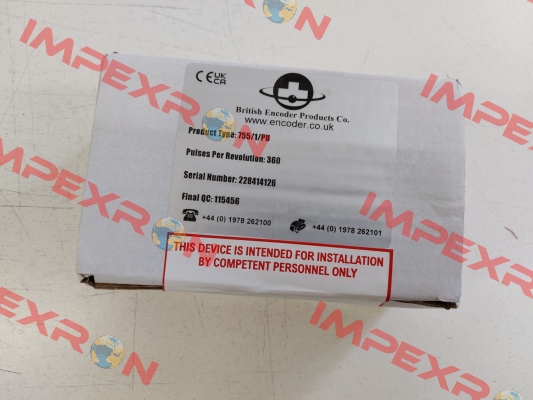 CE UK
CA
British Encoder Products Co.
www.encoder.co.uk
Product Type: 755/1/PU
Pulses Per Revolution: 360
Serial Number: 228414126
Final QC: 115456
+44 (0) 1978 262100
+44 (0) 1978 262101
THIS DEVICE IS INTENDED FOR INSTALLATION
BY COMPETENT PERSONNEL ONLY
IMPEXRON
IMPEXRON
IMPEXRON
IMPEXRON
IMPEXRON